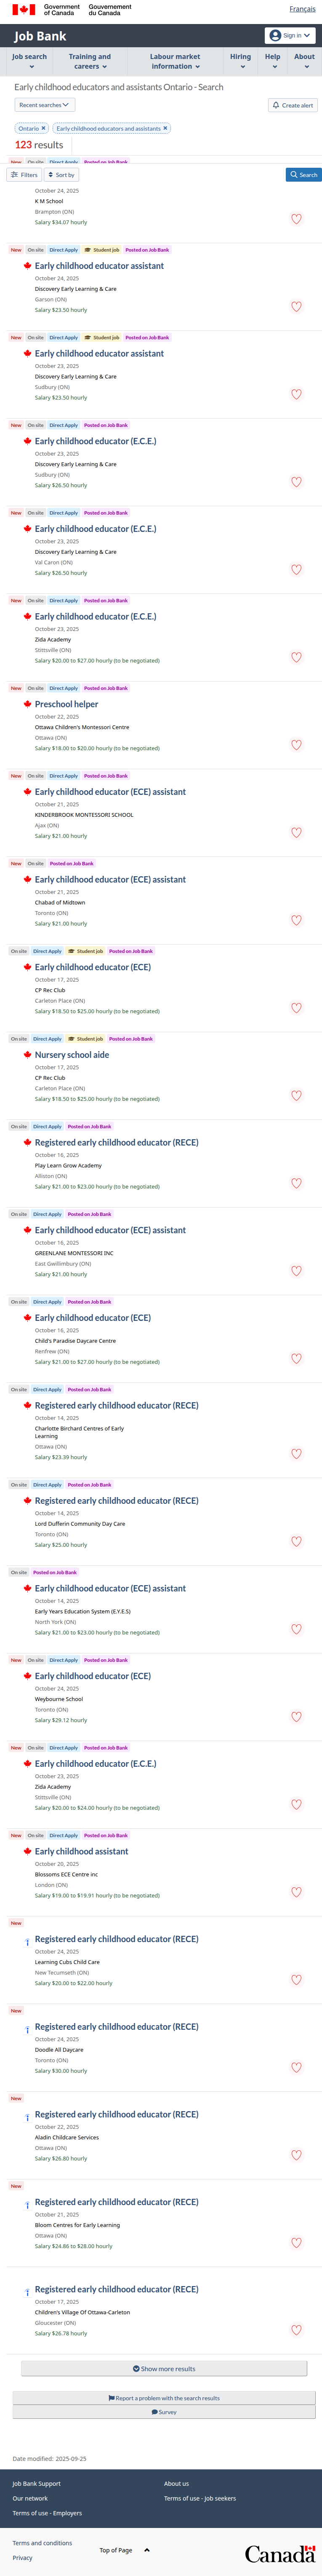 Français
Government of Canada
Gouvernement du Canada
Job Bank
Sign in
Job search
Training and careers
Labour market information
Hiring
Help
About
Early childhood educators and assistants Ontario - Search
Recent searches
Create alert
Ontario ✖
Early childhood educators and assistants ✖
123 results
New On site Direct Apply Posted on Job Bank
Filters
Sort by
Search
October 24, 2025
K M School
Brampton (ON)
Salary $34.07 hourly
New On site Direct Apply Student job Posted on Job Bank
Early childhood educator assistant
October 24, 2025
Discovery Early Learning & Care
Garson (ON)
Salary $23.50 hourly
New On site Direct Apply Student job Posted on Job Bank
Early childhood educator assistant
October 23, 2025
Discovery Early Learning & Care
Sudbury (ON)
Salary $23.50 hourly
New On site Direct Apply Posted on Job Bank
Early childhood educator (E.C.E.)
October 23, 2025
Discovery Early Learning & Care
Sudbury (ON)
Salary $26.50 hourly
New On site Direct Apply Posted on Job Bank
Early childhood educator (E.C.E.)
October 23, 2025
Discovery Early Learning & Care
Val Caron (ON)
Salary $26.50 hourly
New On site Direct Apply Posted on Job Bank
Early childhood educator (E.C.E.)
October 23, 2025
Zida Academy
Stittsville (ON)
Salary $20.00 to $27.00 hourly (to be negotiated)
New On site Direct Apply Posted on Job Bank
Preschool helper
October 22, 2025
Ottawa Children's Montessori Centre
Ottawa (ON)
Salary $18.00 to $20.00 hourly (to be negotiated)
New On site Direct Apply Posted on Job Bank
Early childhood educator (ECE) assistant
October 21, 2025
KINDERBROOK MONTESSORI SCHOOL
Ajax (ON)
Salary $21.00 hourly
New On site Posted on Job Bank
Early childhood educator (ECE) assistant
October 21, 2025
Chabad of Midtown
Toronto (ON)
Salary $21.00 hourly
On site Direct Apply Student job Posted on Job Bank
Early childhood educator (ECE)
October 17, 2025
CP Rec Club
Carleton Place (ON)
Salary $18.50 to $25.00 hourly (to be negotiated)
On site Direct Apply Student job Posted on Job Bank
Nursery school aide
October 17, 2025
CP Rec Club
Carleton Place (ON)
Salary $18.50 to $25.00 hourly (to be negotiated)
On site Direct Apply Posted on Job Bank
Registered early childhood educator (RECE)
October 16, 2025
Play Learn Grow Academy
Alliston (ON)
Salary $21.00 to $23.00 hourly (to be negotiated)
On site Direct Apply Posted on Job Bank
Early childhood educator (ECE) assistant
October 16, 2025
GREENLANE MONTESSORI INC
East Gwillimbury (ON)
Salary $21.00 hourly
On site Direct Apply Posted on Job Bank
Early childhood educator (ECE)
October 16, 2025
Child's Paradise Daycare Centre
Renfrew (ON)
Salary $21.00 to $27.00 hourly (to be negotiated)
On site Direct Apply Posted on Job Bank
Registered early childhood educator (RECE)
October 14, 2025
Charlotte Birchard Centres of Early
Learning
Ottawa (ON)
Salary $23.39 hourly
On site Direct Apply Posted on Job Bank
Registered early childhood educator (RECE)
October 14, 2025
Lord Dufferin Community Day Care
Toronto (ON)
Salary $25.00 hourly
On site Posted on Job Bank
Early childhood educator (ECE) assistant
October 14, 2025
Early Years Education System (E.Y.E.S)
North York (ON)
Salary $21.00 to $23.00 hourly (to be negotiated)
New On site Direct Apply Posted on Job Bank
Early childhood educator (ECE)
October 24, 2025
Weybourne School
Toronto (ON)
Salary $29.12 hourly
New On site Direct Apply Posted on Job Bank
Early childhood educator (E.C.E.)
October 23, 2025
Zida Academy
Stittsville (ON)
Salary $20.00 to $24.00 hourly (to be negotiated)
New On site Direct Apply Posted on Job Bank
Early childhood assistant
October 20, 2025
Blossoms ECE Centre inc
London (ON)
Salary $19.00 to $19.91 hourly (to be negotiated)
New
Registered early childhood educator (RECE)
October 24, 2025
Learning Cubs Child Care
New Tecumseth (ON)
Salary $20.00 to $22.00 hourly
New
Registered early childhood educator (RECE)
October 24, 2025
Doodle All Daycare
Toronto (ON)
Salary $30.00 hourly
New
Registered early childhood educator (RECE)
October 22, 2025
Aladin Childcare Services
Ottawa (ON)
Salary $26.80 hourly
New
Registered early childhood educator (RECE)
October 21, 2025
Bloom Centres for Early Learning
Ottawa (ON)
Salary $24.86 to $28.00 hourly
Registered early childhood educator (RECE)
October 17, 2025
Children's Village Of Ottawa-Carleton
Gloucester (ON)
Salary $26.78 hourly
Show more results
Report a problem with the search results
Survey
Date modified: 2025-09-25
Job Bank Support
About us
Our network
Terms of use - Job seekers
Terms of use - Employers
Terms and conditions
Top of Page
Privacy
Canada